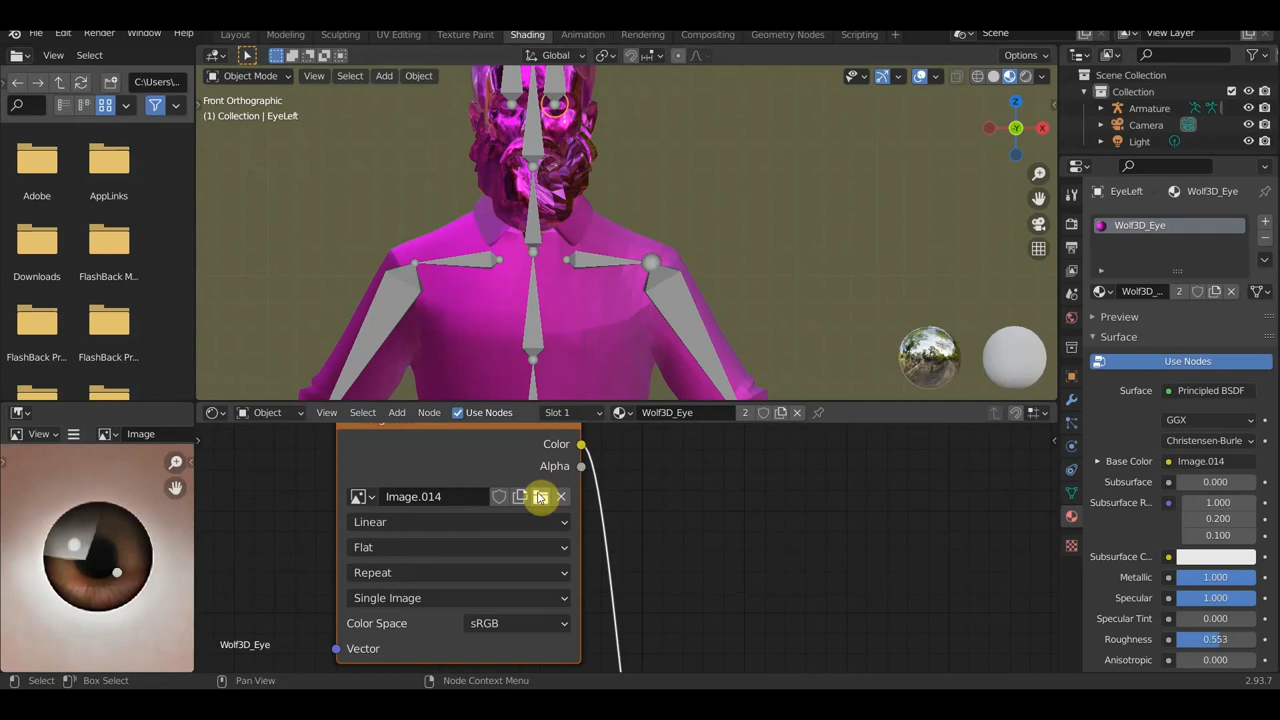 File Edit Render Window Help
Layout Modeling Sculpting UV Editing Texture Paint Shading Animation Rendering Compositing Geometry Nodes Scripting +
Scene View Layer
View Select
Global
Options
C:\Users\...
Object Mode View Select Add Object
Front Orthographic
(1) Collection | EyeLeft
Z
X
-Y
Scene Collection
Collection
Armature
Camera
Light
Adobe
AppLinks
Downloads
FlashBack M...
FlashBack Pr...
FlashBack Pr...
EyeLeft
Wolf3D_Eye
Wolf3D_Eye
Wolf3D_... 2
Preview
Surface
Use Nodes
Surface
Principled BSDF
GGX
Christensen-Burle
Base Color Image.014
Subsurface 0.000
Subsurface R... 1.000
0.200
0.100
Subsurface C...
Metallic 1.000
Specular 1.000
Specular Tint 0.000
Roughness 0.553
Anisotropic 0.000
View Image
Object View Select Add Node Use Nodes Slot 1 Wolf3D_Eye 2
Color
Alpha
Image.014
Linear
Flat
Repeat
Single Image
Color Space sRGB
Vector
Wolf3D_Eye
Select Box Select Pan View Node Context Menu 2.93.7